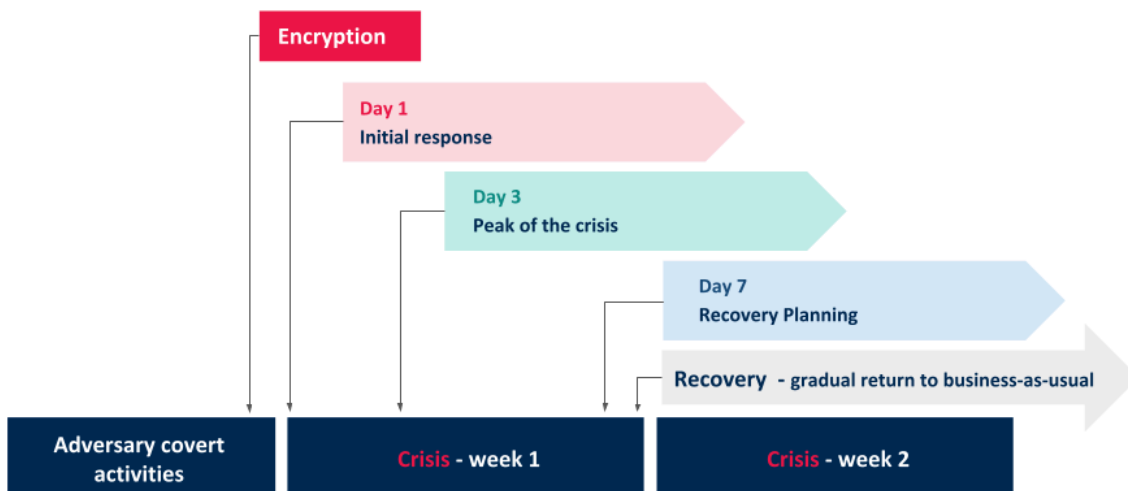 Encryption
Day 1
Initial response
Day 3
Peak of the crisis
Day 7
Recovery Planning
Recovery - gradual return to business-as-usual
Adversary covert
activities
Crisis - week 1
Crisis - week 2